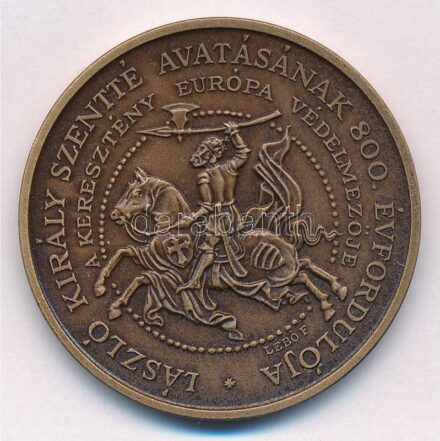 LÁSZLÓ KIRÁLY SZENTTÉ AVATÁSÁNAK 800. ÉVFORDULÓJA *
A KERESZTÉNY EURÓPA VÉDELMEZŐJE
LEBÓ F